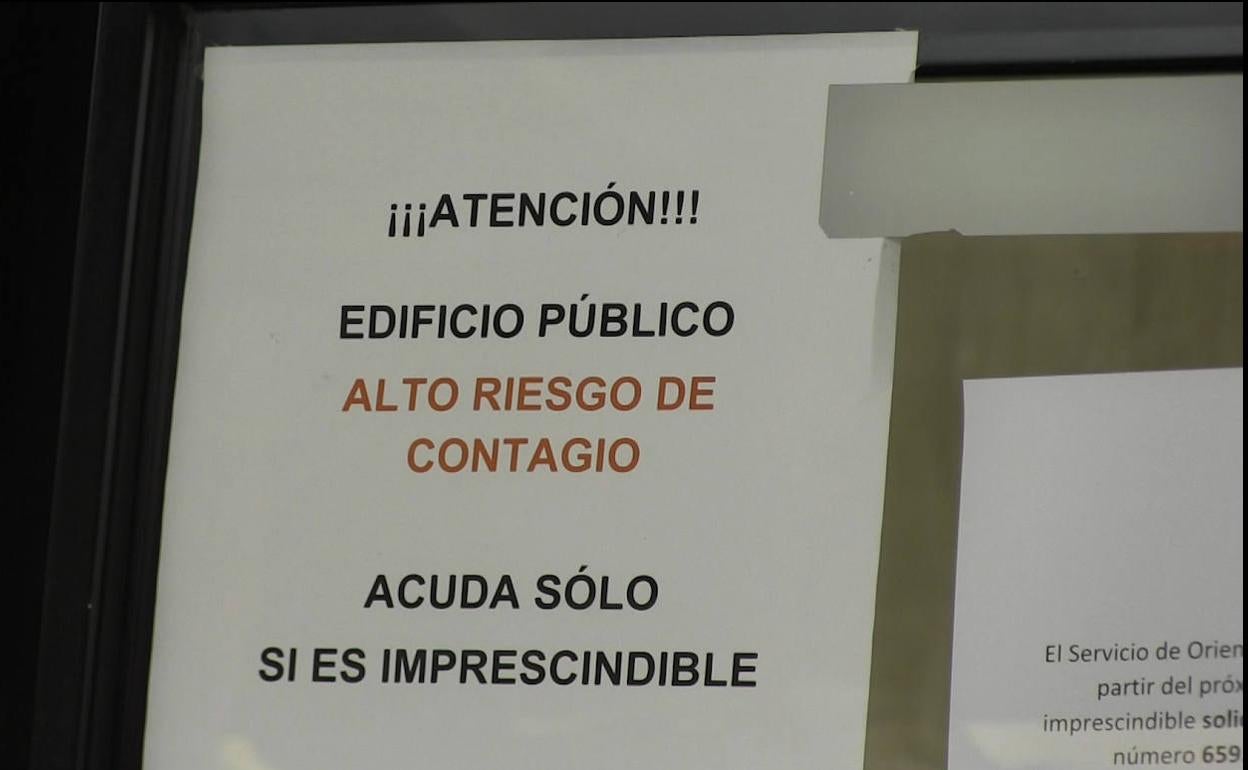 ¡¡¡ATENCIÓN!!!
EDIFICIO PÚBLICO
ALTO RIESGO DE
CONTAGIO
ACUDA SÓLO
SI ES IMPRESCINDIBLE
El Servicio de
partir del
imprescindible
número 659